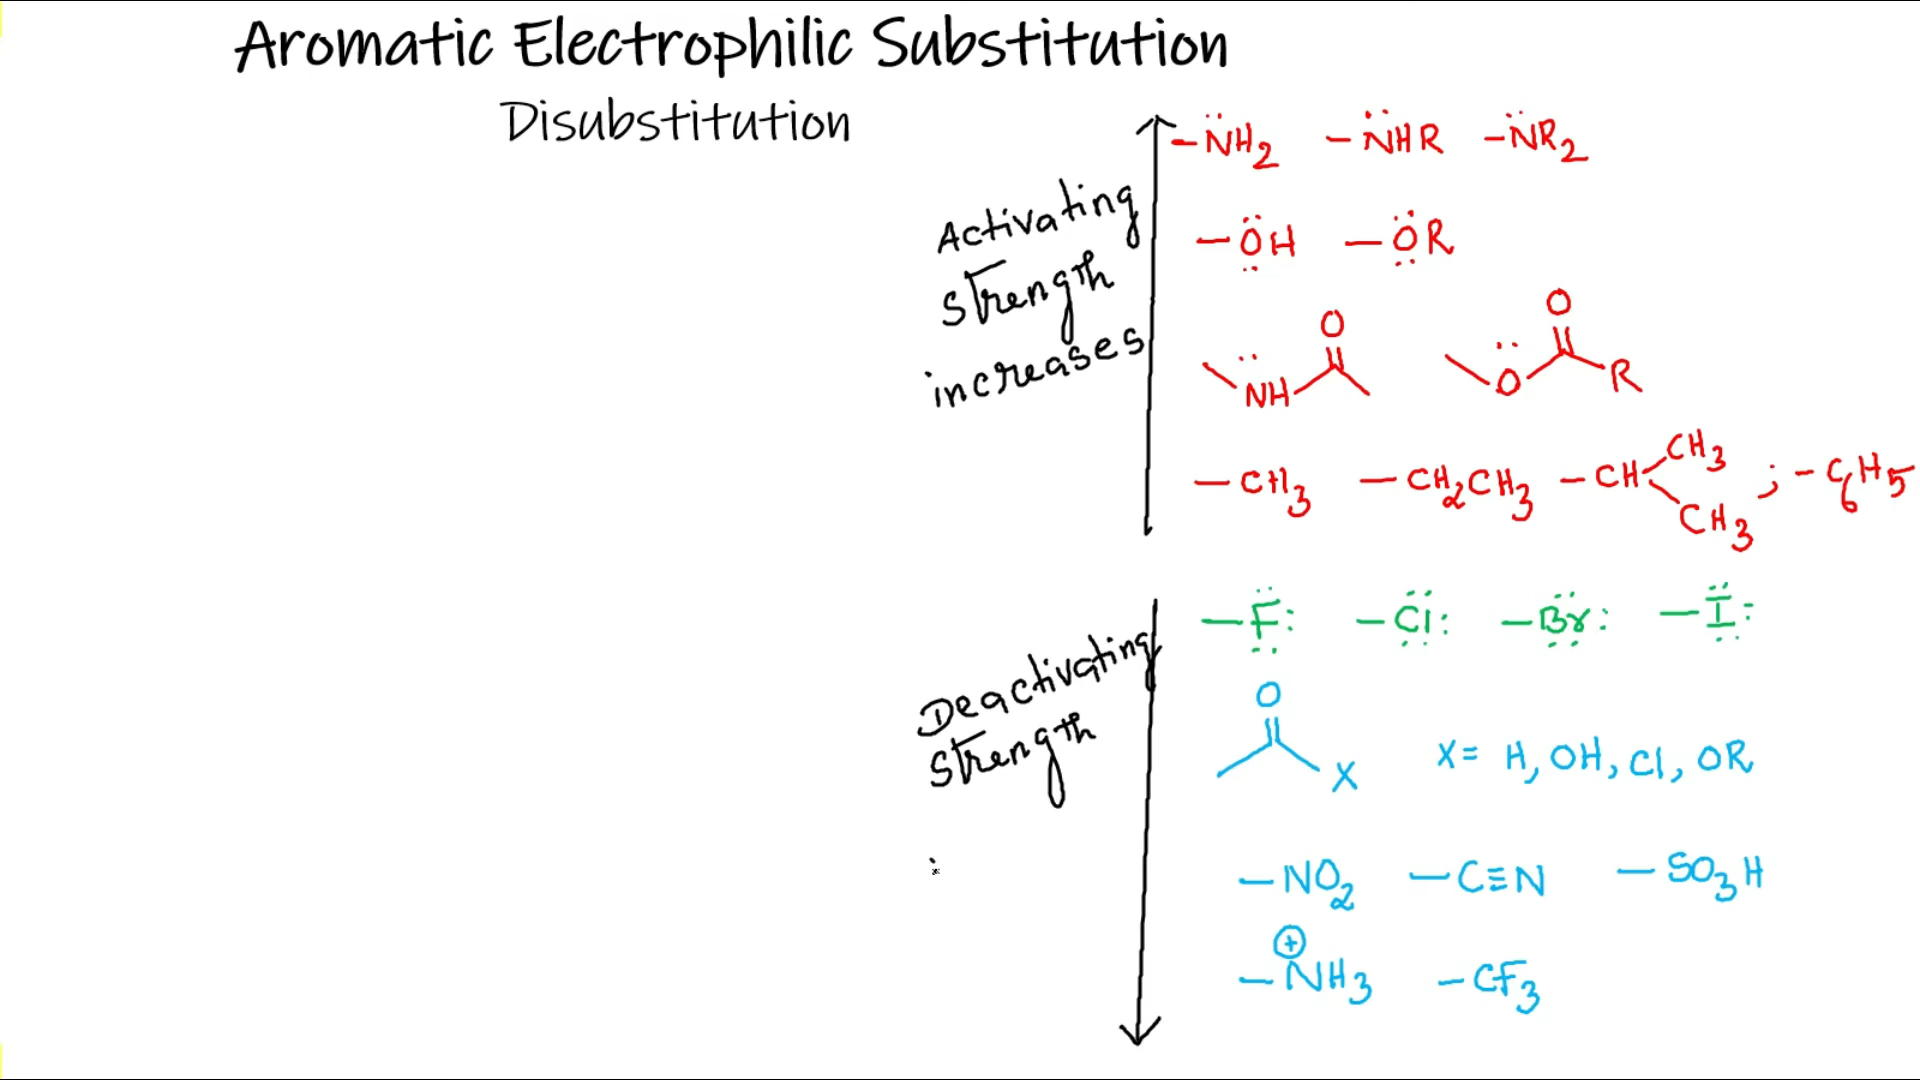 Aromatic Electrophilic Substitution
Disubstitution
Activating
strength
increases
-NH2 -NHR -NR2
-OH -OR
O
NH
O
O R
-CH3 -CH2CH3 -CH CH3 CH3 ; -C6H5
Deactivating
strength
-F: -Cl: -Br: -I:
O
X
X= H, OH, Cl, OR
-NO2 -C≡N -SO3H
+
-NH3 -CF3